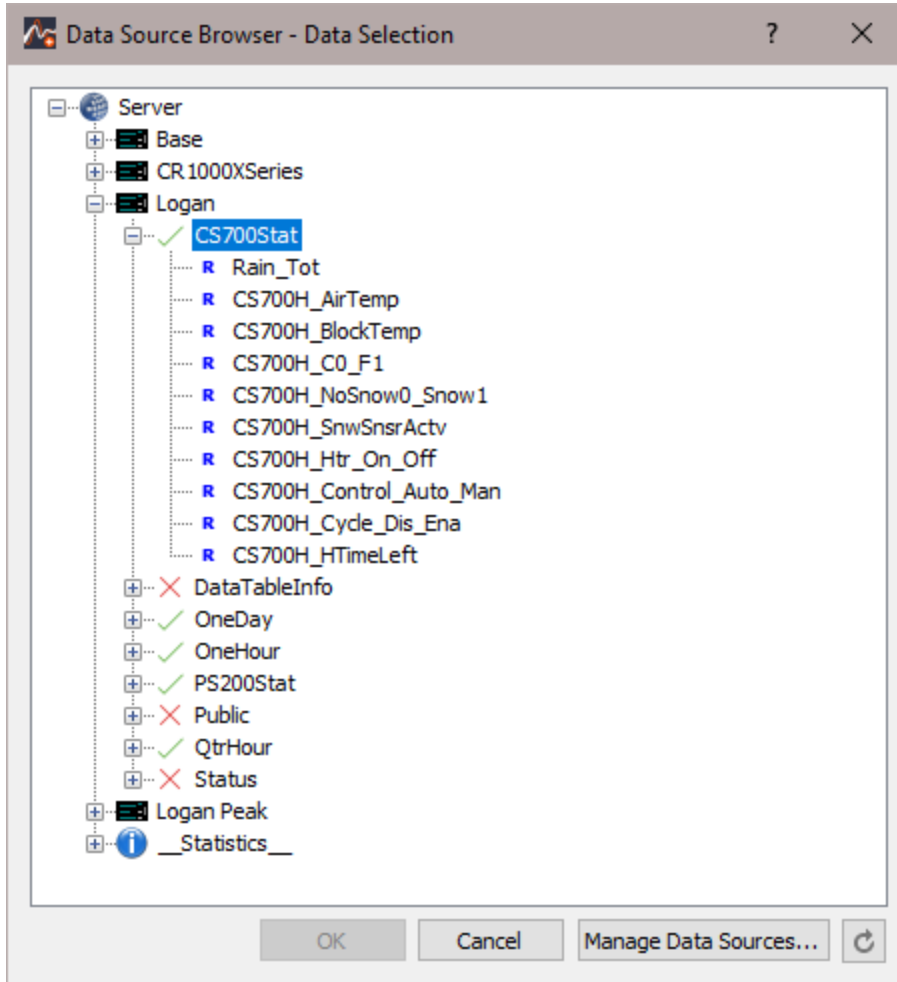 Data Source Browser - Data Selection ?
Server
Base
CR1000XSeries
Logan
CS700Stat
R Rain_Tot
R CS700H_AirTemp
R CS700H_BlockTemp
R CS700H_C0_F1
R CS700H_NoSnow0_Snow1
R CS700H_SnwSnsrActv
R CS700H_Htr_On_Off
R CS700H_Control_Auto_Man
R CS700H_Cycle_Dis_Ena
R CS700H_HTimeLeft
DataTableInfo
OneDay
OneHour
PS200Stat
Public
QtrHour
Status
Logan Peak
i __Statistics__
OK Cancel Manage Data Sources...